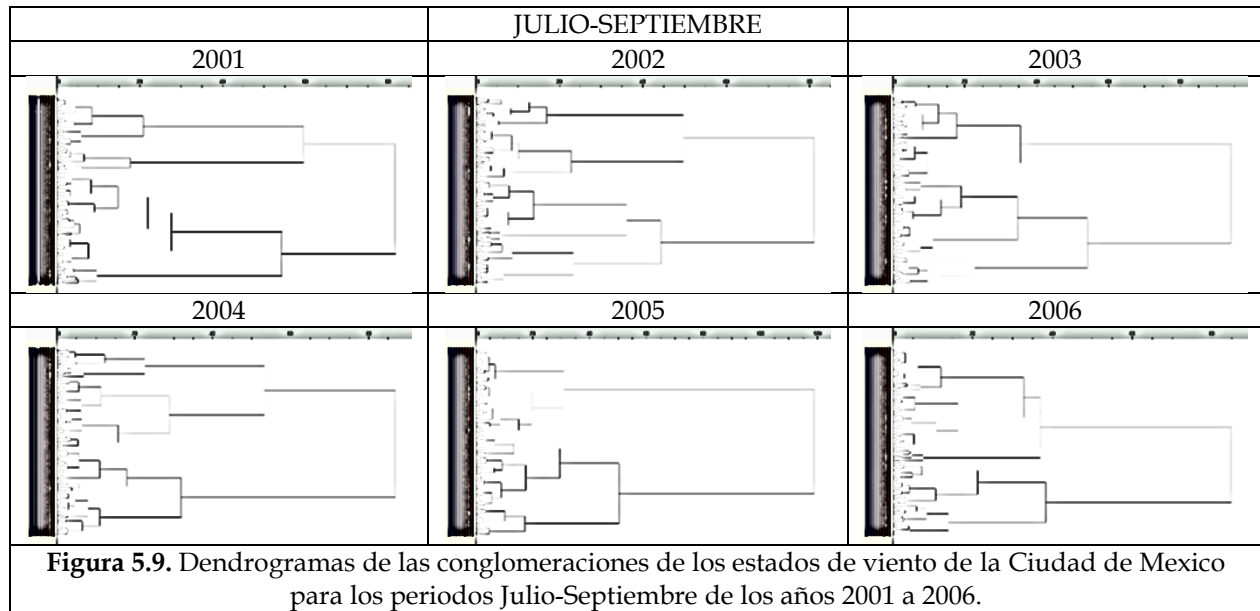 JULIO-SEPTIEMBRE
2001 2002 2003
2004 2005 2006
Figura 5.9. Dendrogramas de las conglomeraciones de los estados de viento de la Ciudad de Mexico
para los periodos Julio-Septiembre de los años 2001 a 2006.